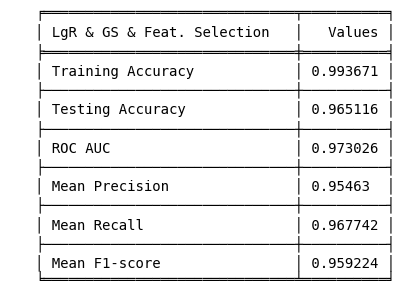 LgR & GS & Feat. Selection Values
Training Accuracy 0.993671
Testing Accuracy 0.965116
ROC AUC 0.973026
Mean Precision 0.95463
Mean Recall 0.967742
Mean F1-score 0.959224